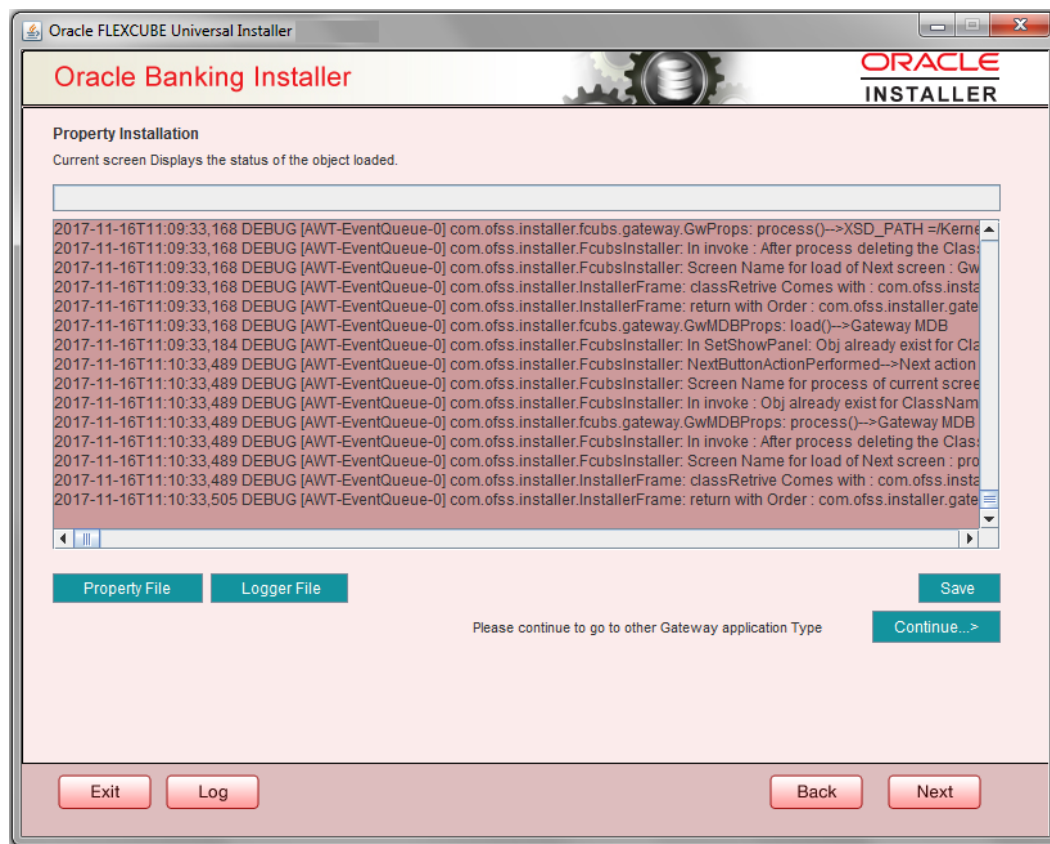 Oracle FLEXCUBE Universal Installer
Oracle Banking Installer
ORACLE
INSTALLER
Property Installation
Current screen Displays the status of the object loaded.
2017-11-16T11:09:33,168 DEBUG [AWT-EventQueue-0] com.ofss.installer.fcubs.gateway.GwProps: process()-->XSD_PATH =/Kerne
2017-11-16T11:09:33,168 DEBUG [AWT-EventQueue-0] com.ofss.installer.FcubsInstaller: In invoke : After process deleting the Clas
2017-11-16T11:09:33,168 DEBUG [AWT-EventQueue-0] com.ofss.installer.FcubsInstaller: Screen Name for load of Next screen : Gw
2017-11-16T11:09:33,168 DEBUG [AWT-EventQueue-0] com.ofss.installer.InstallerFrame: classRetrive Comes with : com.ofss.insta
2017-11-16T11:09:33,168 DEBUG [AWT-EventQueue-0] com.ofss.installer.InstallerFrame: return with Order : com.ofss.installer.gate
2017-11-16T11:09:33,168 DEBUG [AWT-EventQueue-0] com.ofss.installer.fcubs.gateway.GwMDBProps: load()-->Gateway MDB
2017-11-16T11:09:33,184 DEBUG [AWT-EventQueue-0] com.ofss.installer.FcubsInstaller: In SetShowPanel: Obj already exist for Cla
2017-11-16T11:10:33,489 DEBUG [AWT-EventQueue-0] com.ofss.installer.FcubsInstaller: NextButtonActionPerformed-->Next action
2017-11-16T11:10:33,489 DEBUG [AWT-EventQueue-0] com.ofss.installer.FcubsInstaller: Screen Name for process of current scree
2017-11-16T11:10:33,489 DEBUG [AWT-EventQueue-0] com.ofss.installer.FcubsInstaller: In invoke : Obj already exist for ClassNam
2017-11-16T11:10:33,489 DEBUG [AWT-EventQueue-0] com.ofss.installer.fcubs.gateway.GwMDBProps: process()-->Gateway MDB
2017-11-16T11:10:33,489 DEBUG [AWT-EventQueue-0] com.ofss.installer.FcubsInstaller: In invoke : After process deleting the Clas
2017-11-16T11:10:33,489 DEBUG [AWT-EventQueue-0] com.ofss.installer.FcubsInstaller: Screen Name for load of Next screen : pro
2017-11-16T11:10:33,489 DEBUG [AWT-EventQueue-0] com.ofss.installer.InstallerFrame: classRetrive Comes with : com.ofss.insta
2017-11-16T11:10:33,505 DEBUG [AWT-EventQueue-0] com.ofss.installer.InstallerFrame: return with Order : com.ofss.installer.gate
Property File Logger File Save
Please continue to go to other Gateway application Type Continue...>
Exit Log Back Next